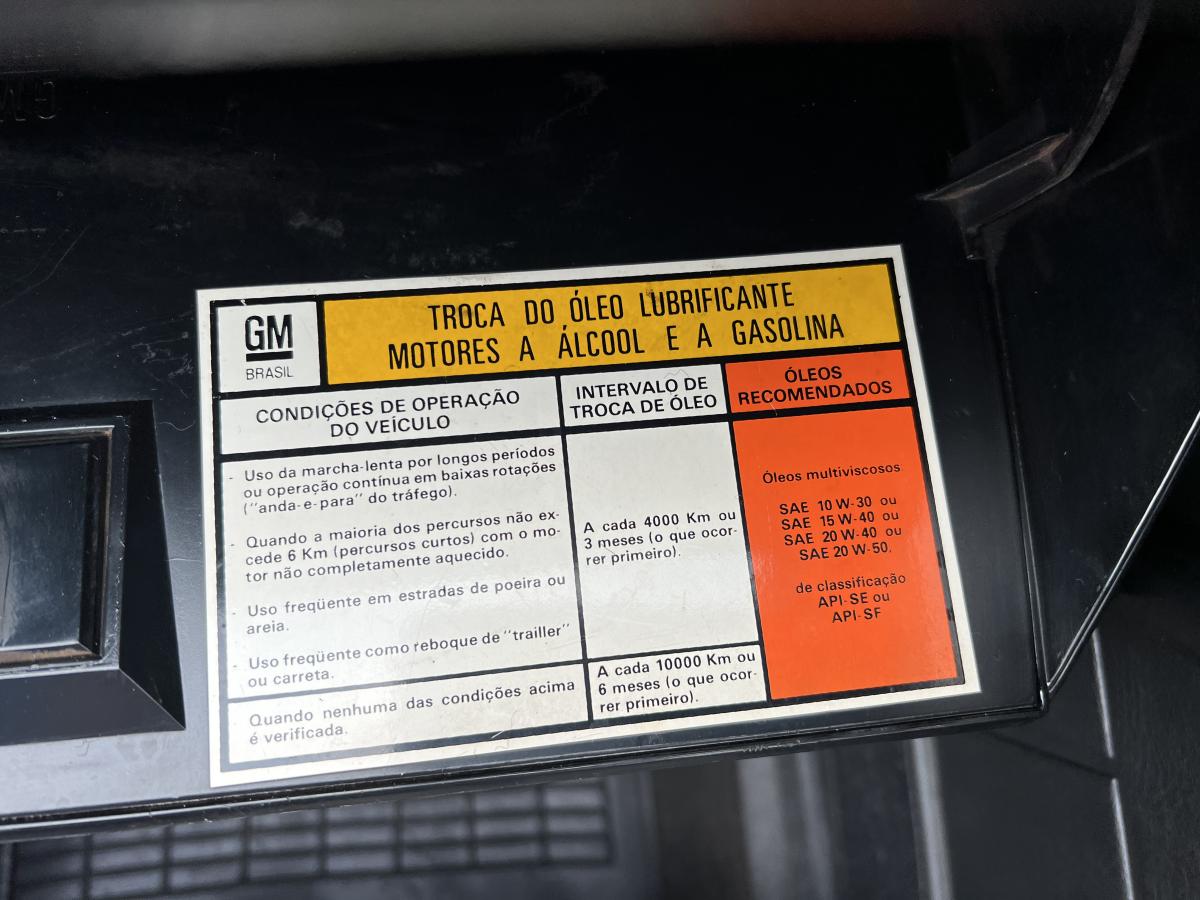 GM
BRASIL
TROCA DO ÓLEO LUBRIFICANTE
MOTORES A ÁLCOOL E A GASOLINA
CONDIÇÕES DE OPERAÇÃO
DO VEÍCULO
INTERVALO DE
TROCA DE ÓLEO
ÓLEOS
RECOMENDADOS
- Uso da marcha-lenta por longos períodos
ou operação contínua em baixas rotações
("anda-e-para" do tráfego).
- Quando a maioria dos percursos não ex-
cede 6 Km (percursos curtos) com o mo-
tor não completamente aquecido.
- Uso freqüente em estradas de poeira ou
areia.
- Uso freqüente como reboque de "trailler"
ou carreta.
A cada 4000 Km ou
3 meses (o que ocor-
rer primeiro).
Óleos multiviscosos
SAE 10 W-30 ou
SAE 15 W-40 ou
SAE 20 W-40 ou
SAE 20 W-50.
de classificação
API-SE ou
API-SF
Quando nenhuma das condições acima
é verificada.
A cada 10000 Km ou
6 meses (o que ocor-
rer primeiro).